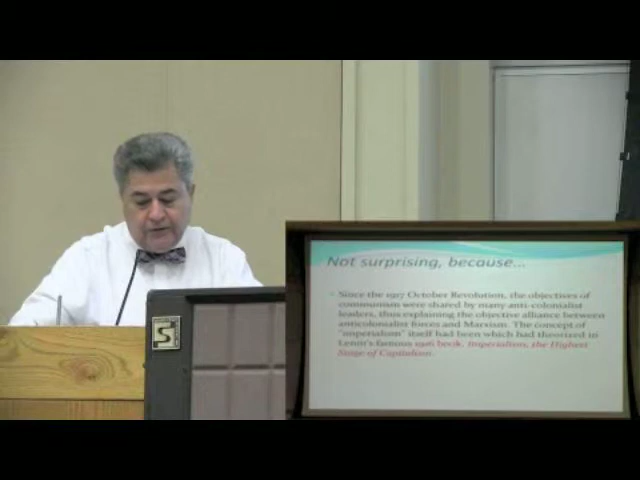 Not surprising, because...
Since the 1917 October Revolution, the objectives of
communism were shared by many anti-colonialist
leaders, thus explaining the objective alliance between
anticolonialist forces and Marxism. The concept of
"imperialism" itself had been which had theorized in
Lenin's famous 1916 book, Imperialism, the Highest
Stage of Capitalism.
S